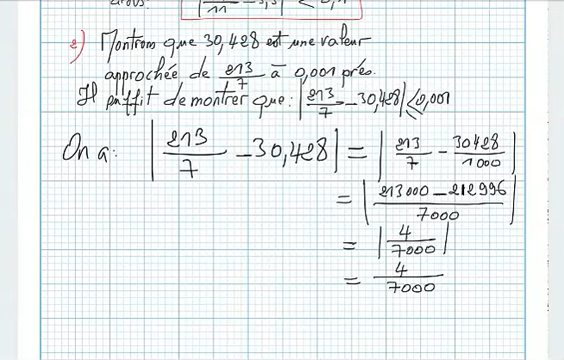 11
e) Montrons que 30,428 est une valeur
approchée de 213/7 à 0,001 près.
Il suffit de montrer que: |213/7 - 30,428| ≤ 0,001
On a: |213/7 - 30,428| = |213/7 - 30428/1000|
= |213000 - 212996/7000|
= |4/7000|
= 4/7000